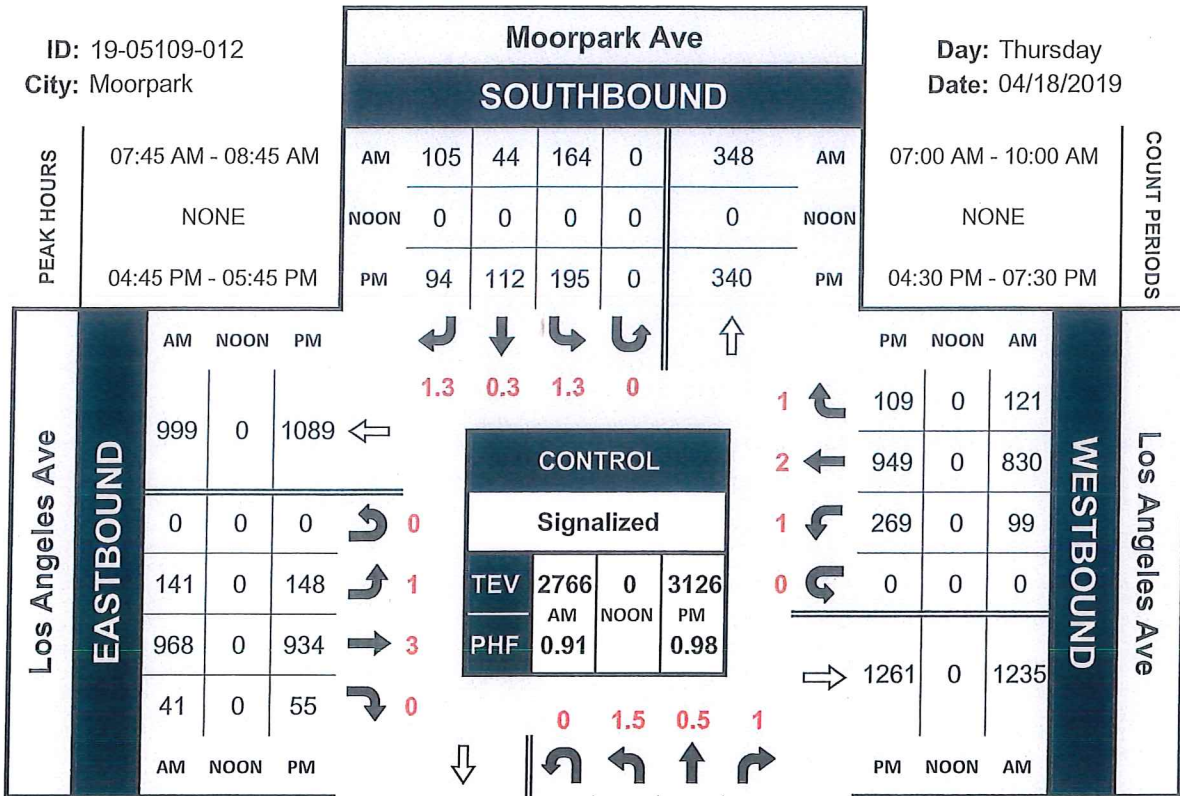 Moorpark Ave
ID: 19-05109-012
City: Moorpark
Day: Thursday
Date: 04/18/2019
SOUTHBOUND
PEAK HOURS
07:45 AM - 08:45 AM
NONE
04:45 PM - 05:45 PM
AM 105 44 164 0 348 AM
NOON 0 0 0 0 0 NOON
PM 94 112 195 0 340 PM
07:00 AM - 10:00 AM
NONE
04:30 PM - 07:30 PM
COUNT PERIODS
1.3 0.3 1.3 0
Los Angeles Ave
EASTBOUND
AM NOON PM
999 0 1089
0 0 0 0
141 0 148 1
968 0 934 3
41 0 55 0
AM NOON PM
CONTROL
Signalized
TEV 2766 0 3126
AM NOON PM
PHF 0.91 0.98
PM NOON AM
1 109 0 121
2 949 0 830
1 269 0 99
0 0 0 0
1261 0 1235
PM NOON AM
WESTBOUND
Los Angeles Ave
0 1.5 0.5 1